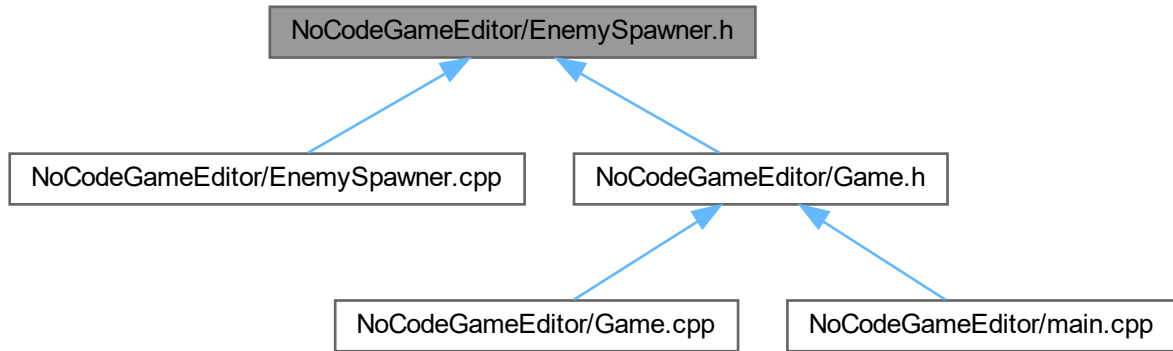 NoCodeGameEditor/EnemySpawner.h
NoCodeGameEditor/EnemySpawner.cpp
NoCodeGameEditor/Game.h
NoCodeGameEditor/Game.cpp
NoCodeGameEditor/main.cpp